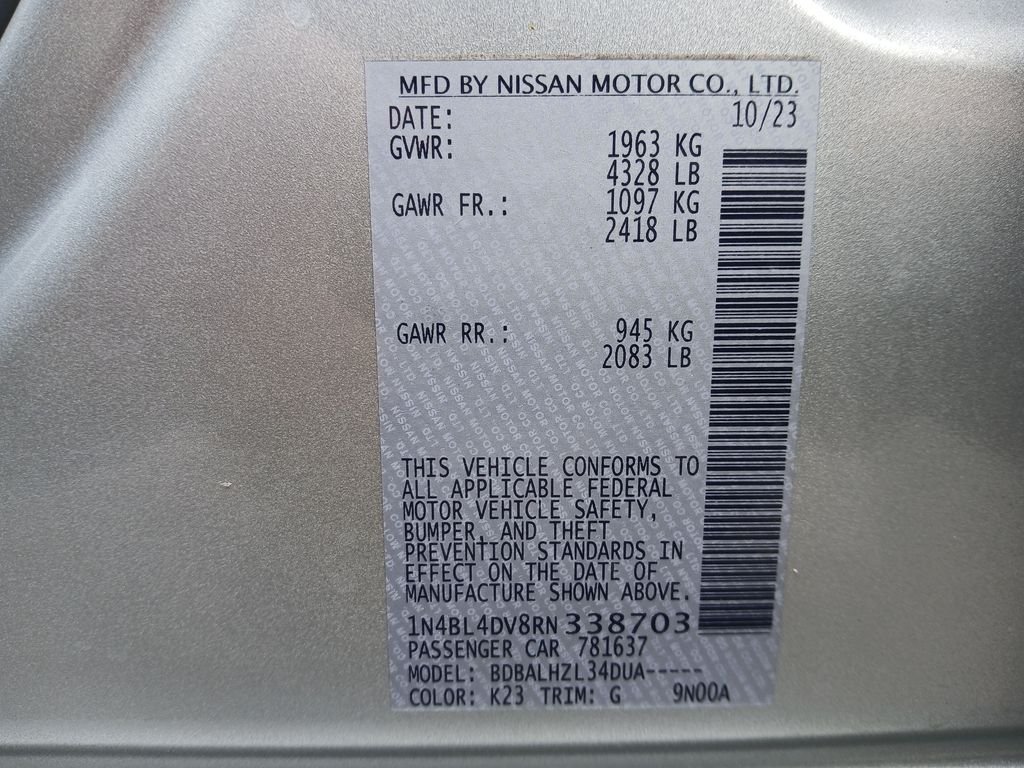 MFD BY NISSAN MOTOR CO., LTD.
DATE: 10/23
GVWR: 1963 KG
4328 LB
GAWR FR.: 1097 KG
2418 LB
GAWR RR.: 945 KG
2083 LB
THIS VEHICLE CONFORMS TO
ALL APPLICABLE FEDERAL
MOTOR VEHICLE SAFETY,
BUMPER, AND THEFT
PREVENTION STANDARDS IN
EFFECT ON THE DATE OF
MANUFACTURE SHOWN ABOVE.
1N4BL4DV8RN338703
PASSENGER CAR 781637
MODEL: BDBALHZL34DUA-----
COLOR: K23 TRIM: G 9N00A